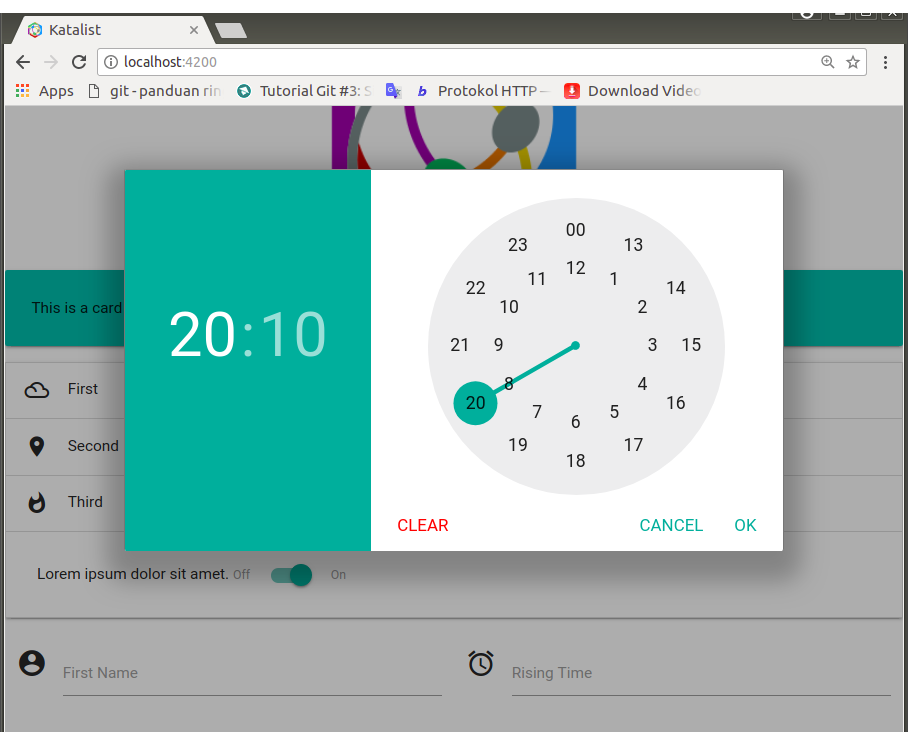 Katalist
localhost:4200
Apps git - panduan rin Tutorial Git #3: S Protokol HTTP – Download Video
This is a card
20:10
00
23 13
12
11 1
22 14
10 2
21 9 3 15
8 4
20 16
7 5
6
19 17
18
CLEAR CANCEL OK
First
Second
Third
Lorem ipsum dolor sit amet. Off On
First Name Rising Time